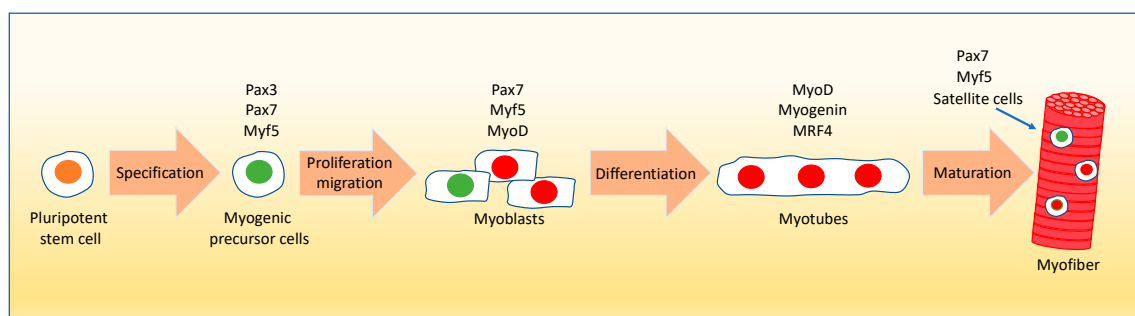 Pax3
Pax7
Myf5
Pax7
Myf5
MyoD
MyoD
Myogenin
MRF4
Pax7
Myf5
Satellite cells
Specification
Proliferation
migration
Differentiation
Maturation
Pluripotent
stem cell
Myogenic
precursor cells
Myoblasts
Myotubes
Myofiber